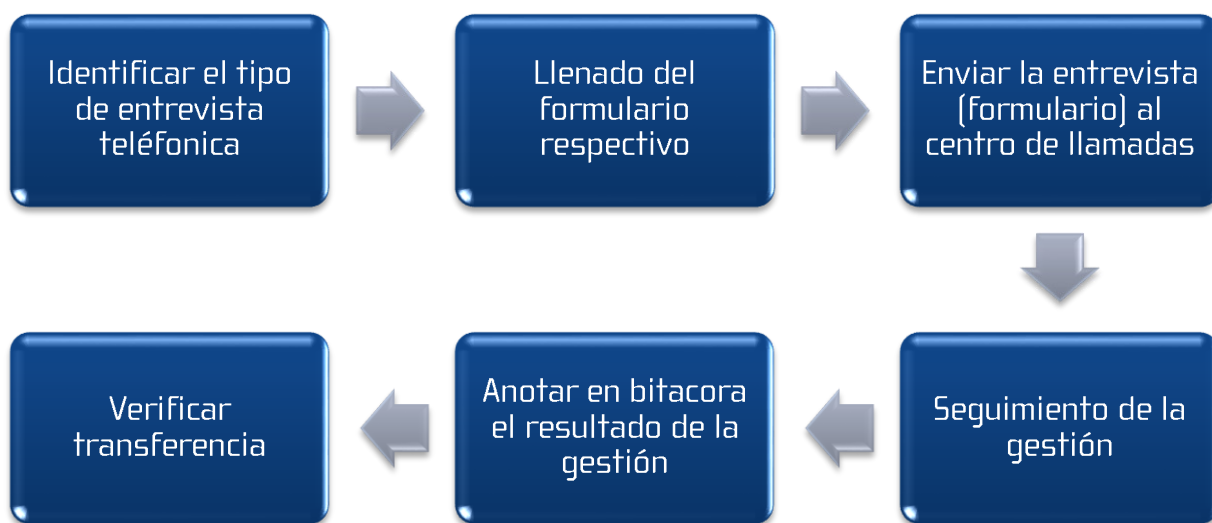 Identificar el tipo
de entrevista
teléfonica
Llenado del
formulario
respectivo
Enviar la entrevista
(formulario) al
centro de llamadas
Seguimiento de la
gestión
Anotar en bitacora
el resultado de la
gestión
Verificar
transferencia